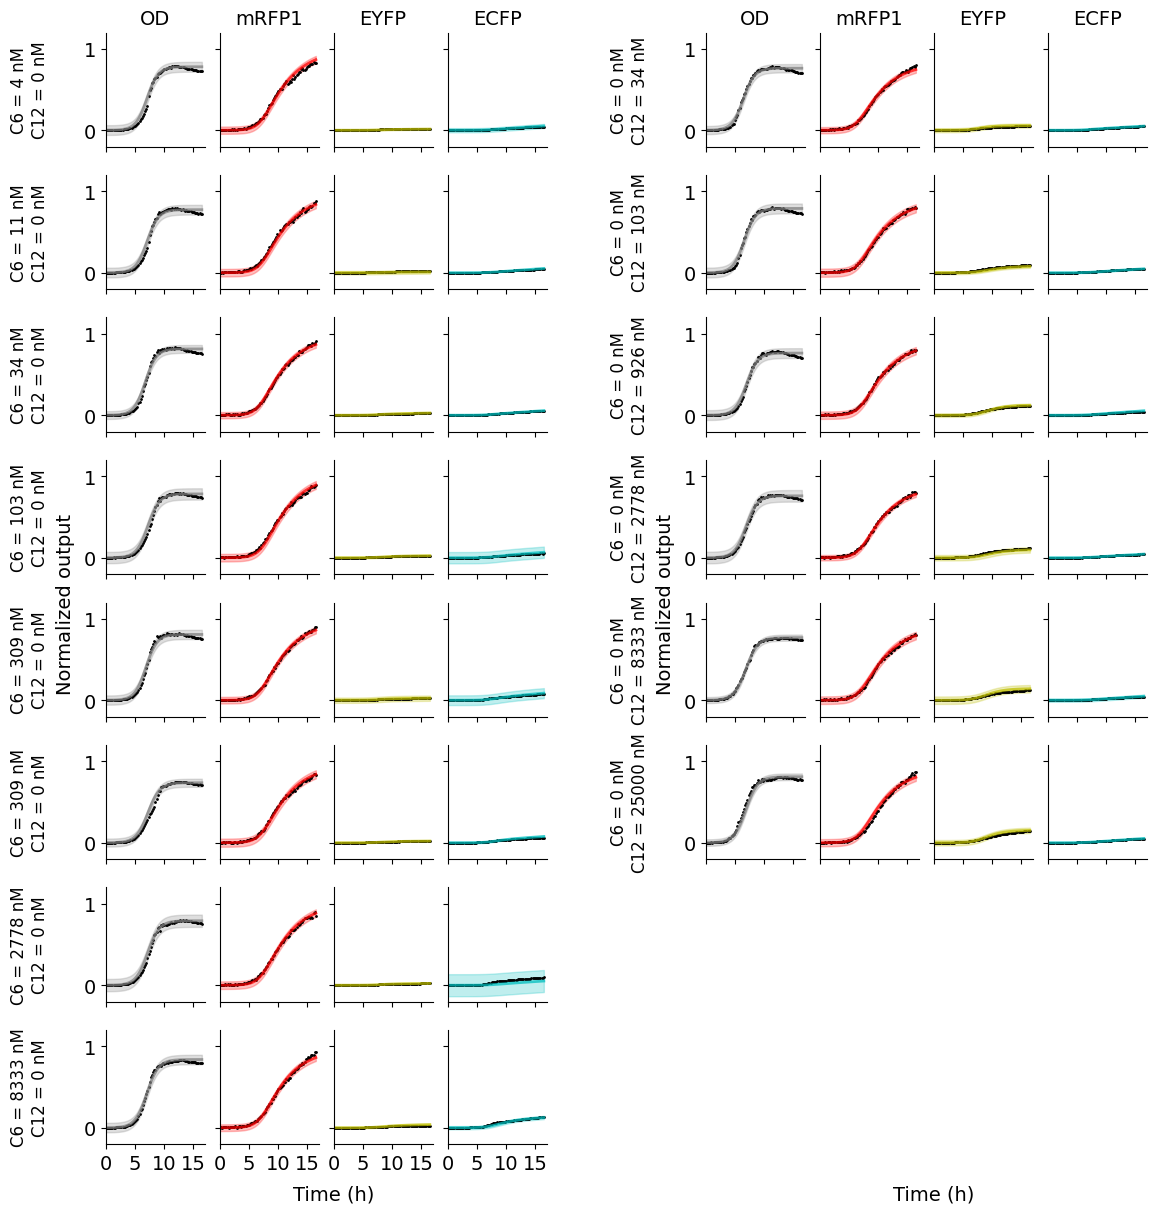 OD mRFP1 EYFP ECFP
OD mRFP1 EYFP ECFP
C6 = 4 nM
C12 = 0 nM
1
0
C6 = 0 nM
C12 = 34 nM
1
0
C6 = 11 nM
C12 = 0 nM
1
0
C6 = 0 nM
C12 = 103 nM
1
0
C6 = 34 nM
C12 = 0 nM
1
0
C6 = 0 nM
C12 = 926 nM
1
0
C6 = 103 nM
C12 = 0 nM
1
0
C6 = 0 nM
C12 = 2778 nM
1
0
Normalized output
Normalized output
C6 = 309 nM
C12 = 0 nM
1
0
C6 = 0 nM
C12 = 8333 nM
1
0
C6 = 309 nM
C12 = 0 nM
1
0
C6 = 0 nM
C12 = 25000 nM
1
0
C6 = 2778 nM
C12 = 0 nM
1
0
C6 = 8333 nM
C12 = 0 nM
1
0
0 5 10 15 0 5 10 15 0 5 10 15 0 5 10 15
Time (h)
Time (h)